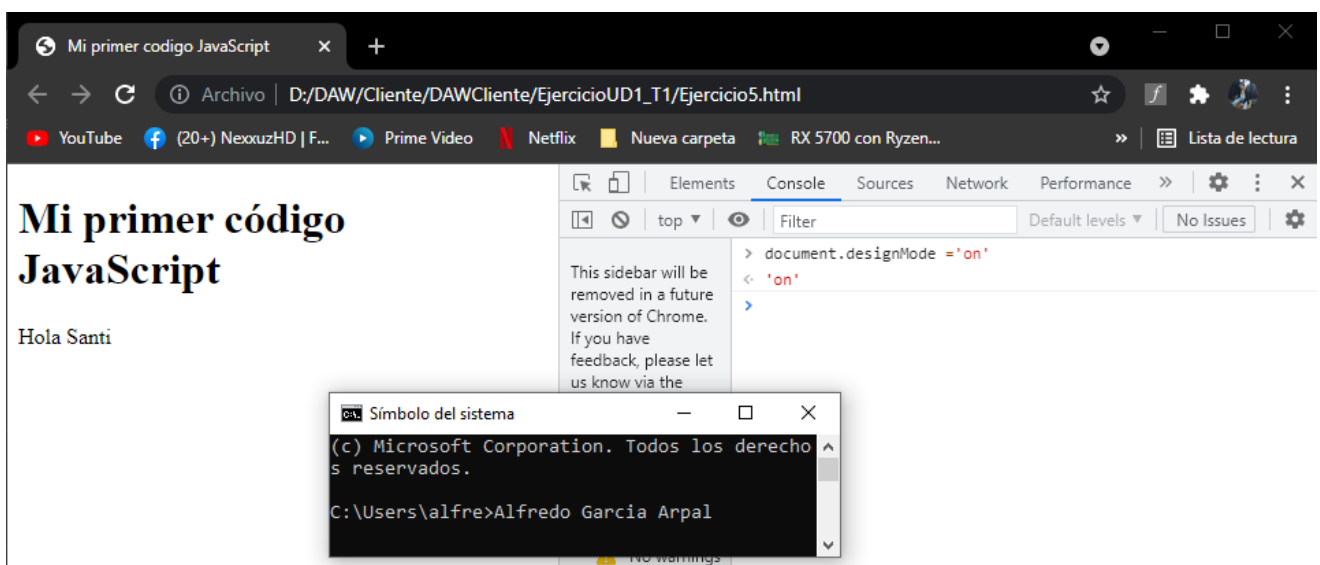 Mi primer codigo JavaScript
Archivo | D:/DAW/Cliente/DAWCliente/EjercicioUD1_T1/Ejercicio5.html
YouTube (20+) NexxuzHD | F... Prime Video Netflix Nueva carpeta RX 5700 con Ryzen... » Lista de lectura
Elements Console Sources Network Performance »
top Filter Default levels No Issues
Mi primer código
JavaScript
Hola Santi
This sidebar will be
removed in a future
version of Chrome.
If you have
feedback, please let
us know via the
> document.designMode ='on'
'on'
>
Símbolo del sistema
(c) Microsoft Corporation. Todos los derecho
s reservados.
C:\Users\alfre>Alfredo Garcia Arpal
No warnings